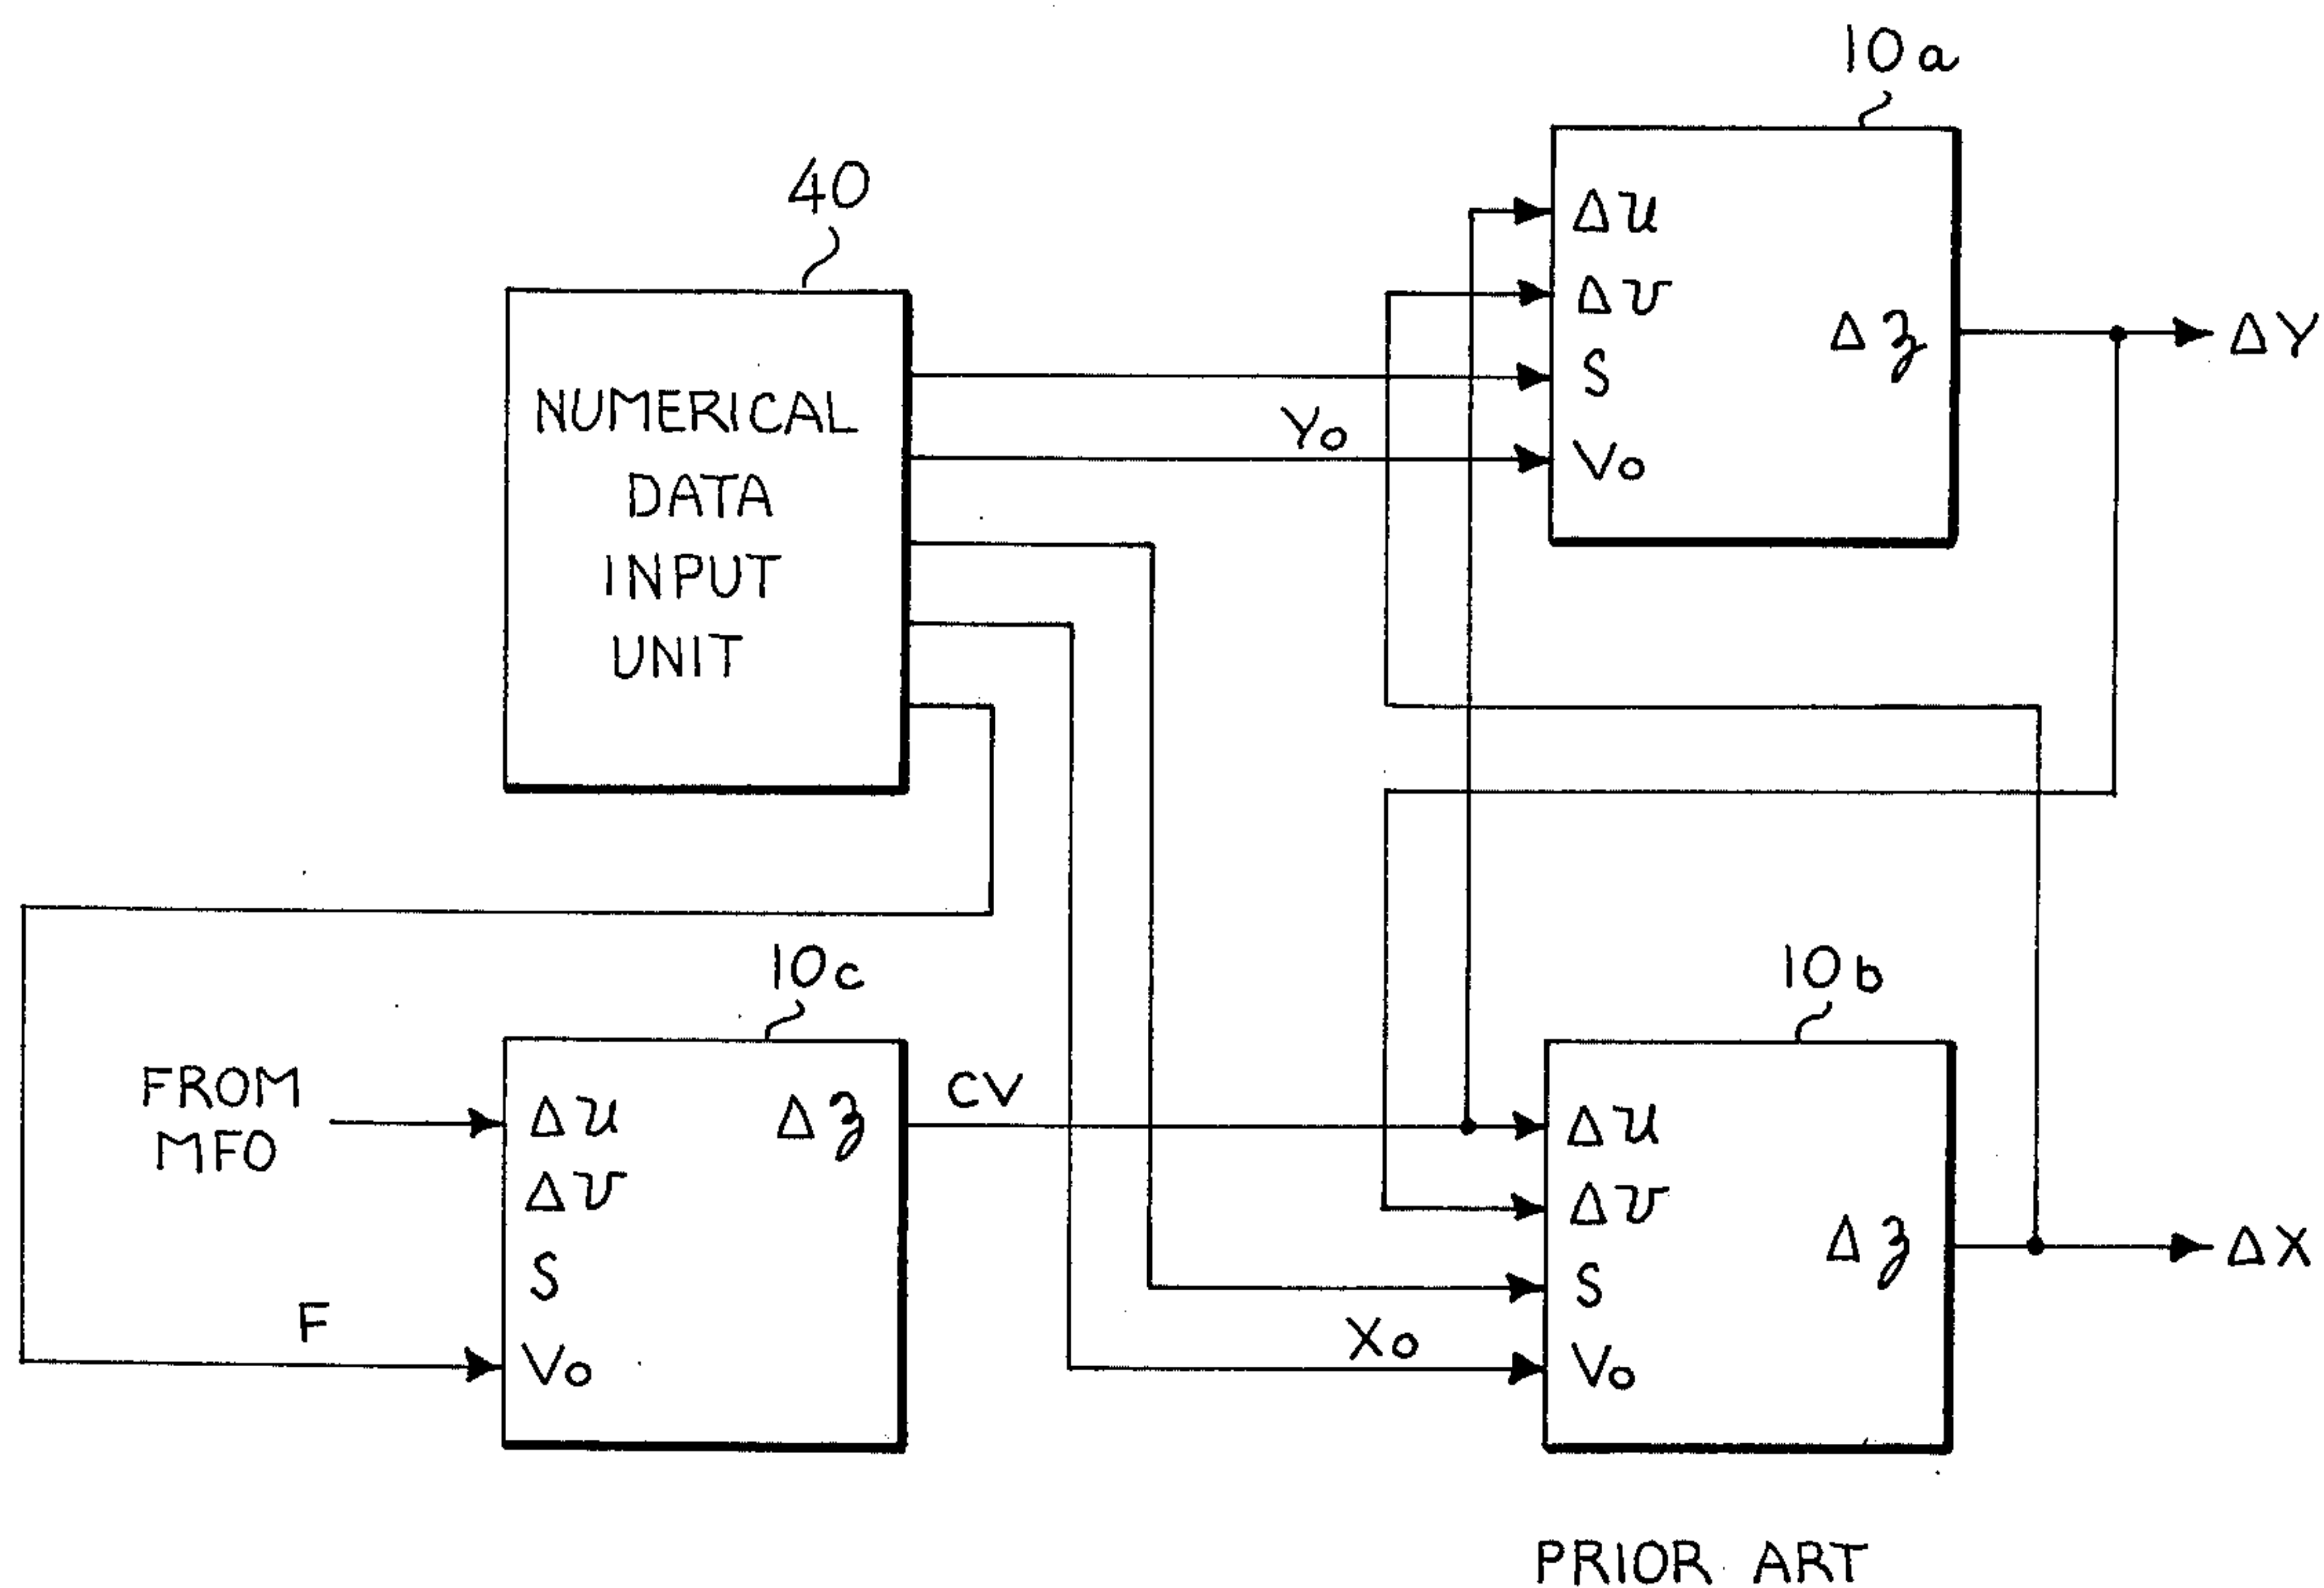 10a
40
Δu
Δv
S
Vo
Δz
ΔY
NUMERICAL
DATA
INPUT
UNIT
Yo
10c
10b
FROM
MFO
Δu
Δv
S
Vo
Δz
CV
F
Δu
Δv
S
Vo
Δz
ΔX
Xo
PRIOR ART